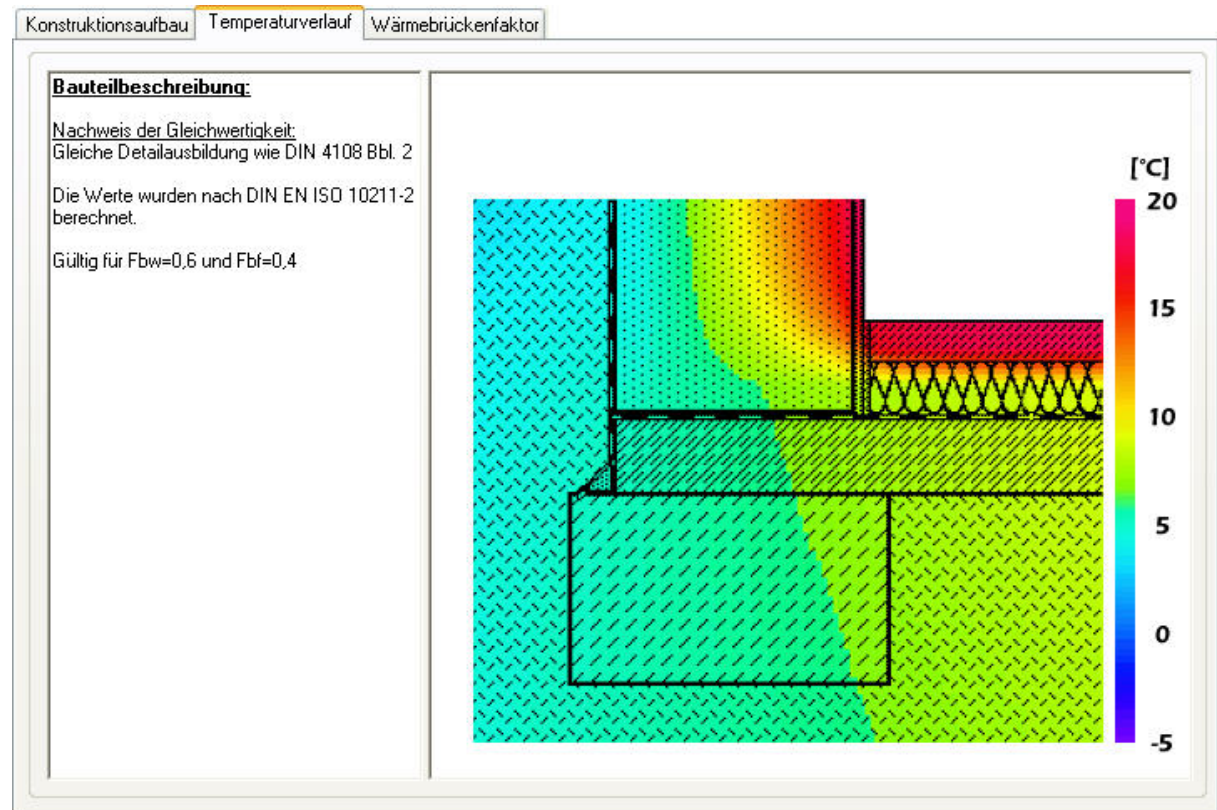 Konstruktionsaufbau Temperaturverlauf Wärmebrückenfaktor
Bauteilbeschreibung:
Nachweis der Gleichwertigkeit:
Gleiche Detailausbildung wie DIN 4108 Bbl. 2
Die Werte wurden nach DIN EN ISO 10211-2
berechnet.
Gültig für Fbw=0,6 und Fbf=0,4
[°C]
20
15
10
5
0
-5